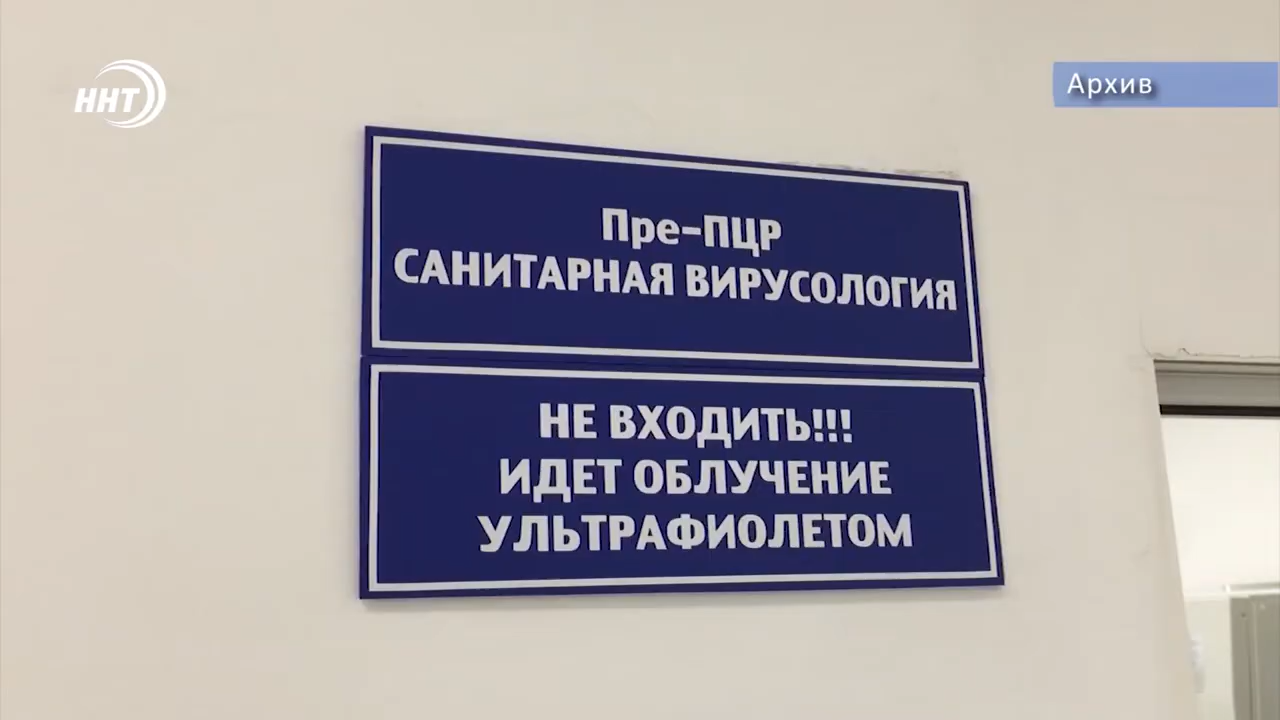 ННТ
Архив
Пре-ПЦР
САНИТАРНАЯ ВИРУСОЛОГИЯ
НЕ ВХОДИТЬ!!!
ИДЕТ ОБЛУЧЕНИЕ
УЛЬТРАФИОЛЕТОМ